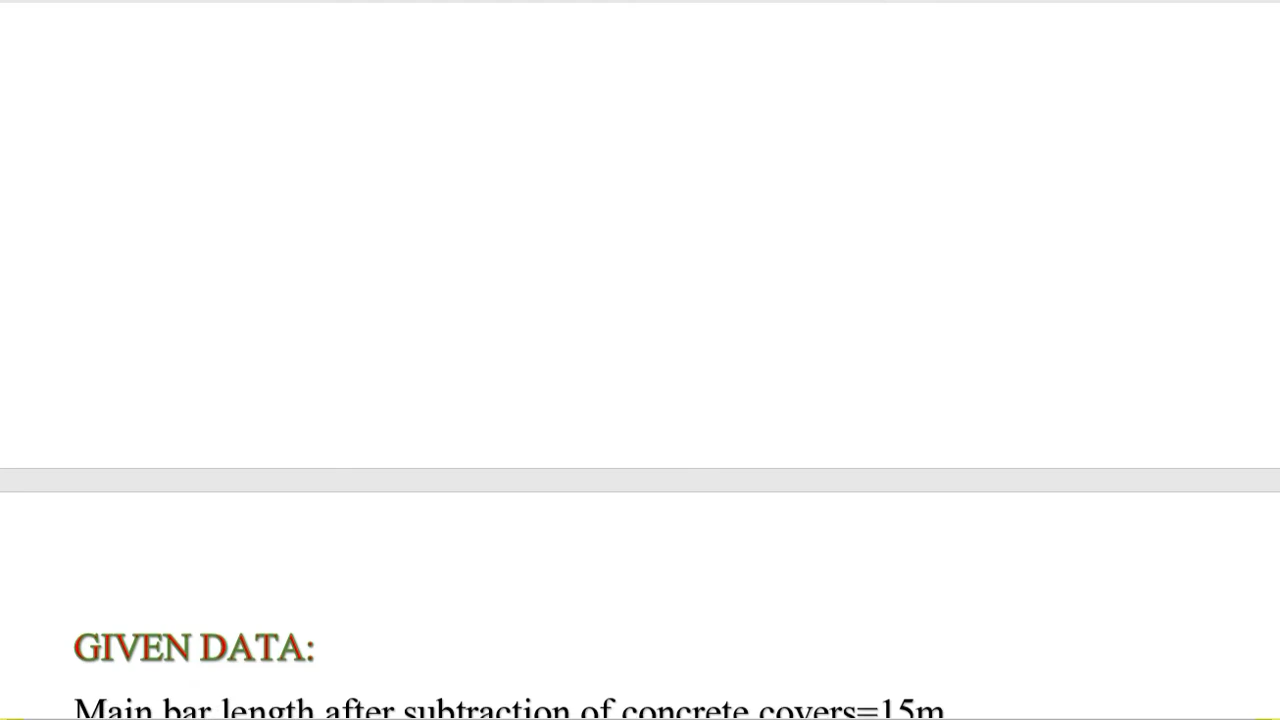 GIVEN DATA:
Main bar length after subtraction of concrete covers=15m